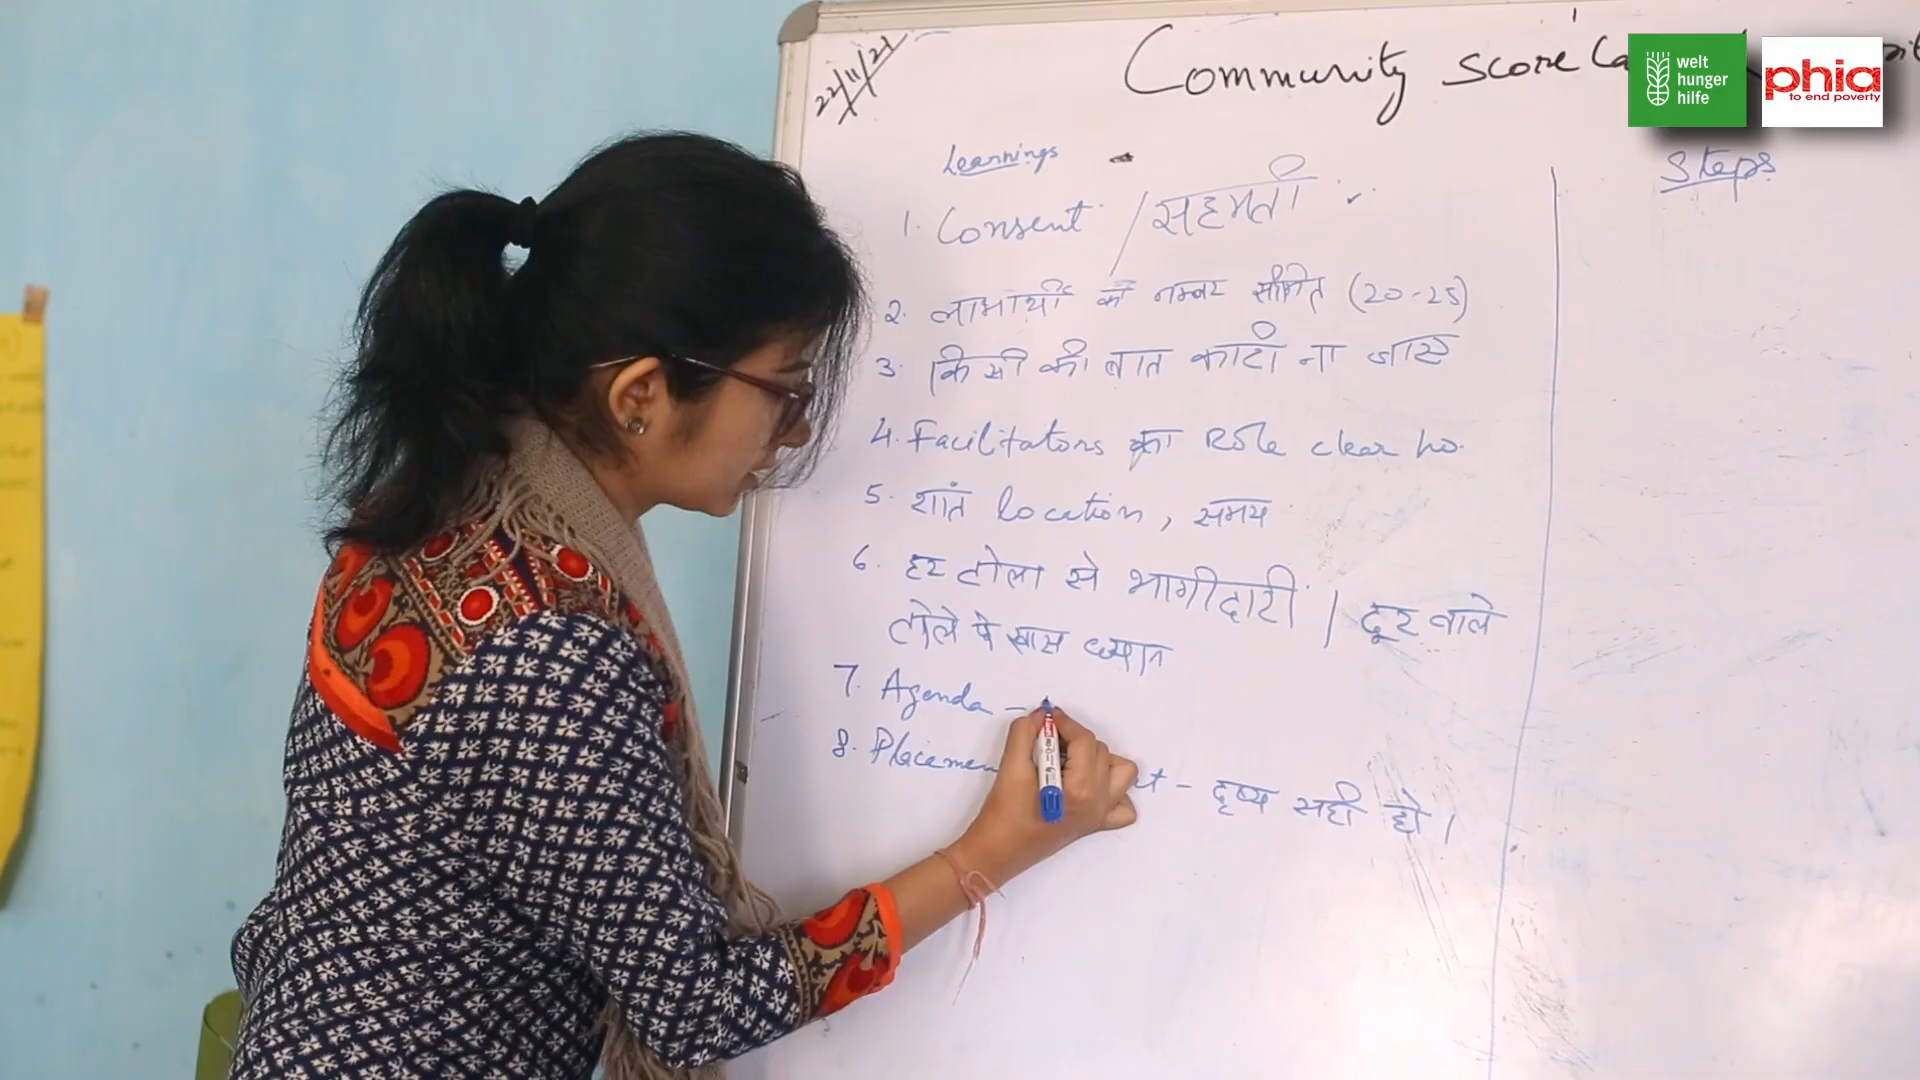 22/11/21
Community score Ca
welt
hunger
hilfe
phia
to end poverty
Learnings
Steps
1. Consent / सहमती
2. लाभार्थी का नम्बर सीमित (20-25)
3. किसी की बात काटी ना जाए
4. Facilitators का Role clear ho.
5. शांत location, समय
6. हर टोला से भागीदारी / दूर वाले
टोले पे खास ध्यान
7. Agenda -
8. Placemen
- दृष्य सही हो।